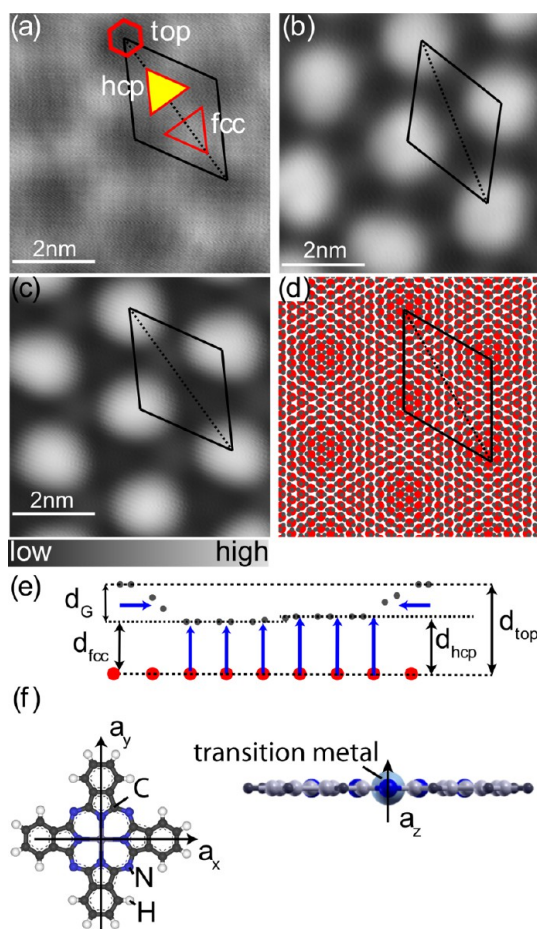 (a)
top
hcp
fcc
2nm
(b)
2nm
(c)
2nm
(d)
low
high
(e)
d_G
d_fcc
d_hcp
d_top
(f)
a_y
C
a_x
N
H
transition metal
a_z